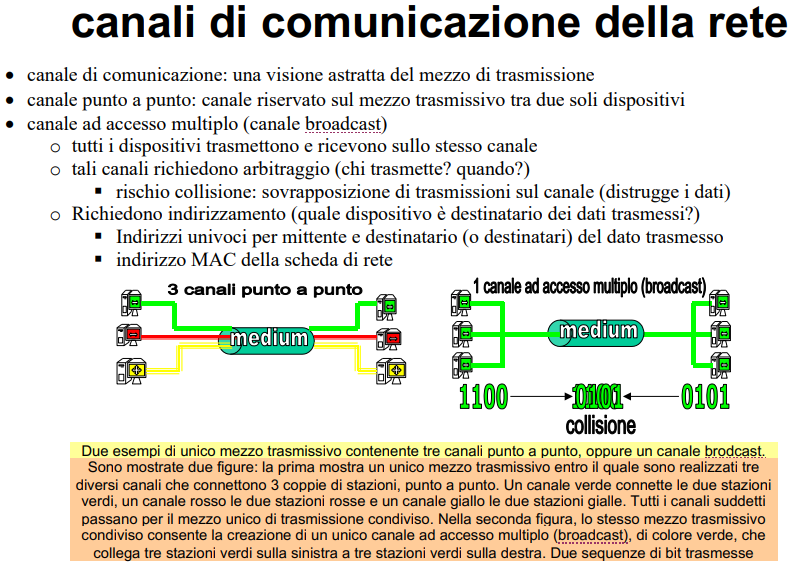 canali di comunicazione della rete
• canale di comunicazione: una visione astratta del mezzo di trasmissione
• canale punto a punto: canale riservato sul mezzo trasmissivo tra due soli dispositivi
• canale ad accesso multiplo (canale broadcast)
o tutti i dispositivi trasmettono e ricevono sullo stesso canale
o tali canali richiedono arbitraggio (chi trasmette? quando?)
▪ rischio collisione: sovrapposizione di trasmissioni sul canale (distrugge i dati)
o Richiedono indirizzamento (quale dispositivo è destinatario dei dati trasmessi?)
▪ Indirizzi univoci per mittente e destinatario (o destinatari) del dato trasmesso
▪ indirizzo MAC della scheda di rete
3 canali punto a punto
medium
1 canale ad accesso multiplo (broadcast)
medium
1100
0101
collisione
Due esempi di unico mezzo trasmissivo contenente tre canali punto a punto, oppure un canale brodcast.
Sono mostrate due figure: la prima mostra un unico mezzo trasmissivo entro il quale sono realizzati tre
diversi canali che connettono 3 coppie di stazioni, punto a punto. Un canale verde connette le due stazioni
verdi, un canale rosso le due stazioni rosse e un canale giallo le due stazioni gialle. Tutti i canali suddetti
passano per il mezzo unico di trasmissione condiviso. Nella seconda figura, lo stesso mezzo trasmissivo
condiviso consente la creazione di un unico canale ad accesso multiplo (broadcast), di colore verde, che
collega tre stazioni verdi sulla sinistra a tre stazioni verdi sulla destra. Due sequenze di bit trasmesse